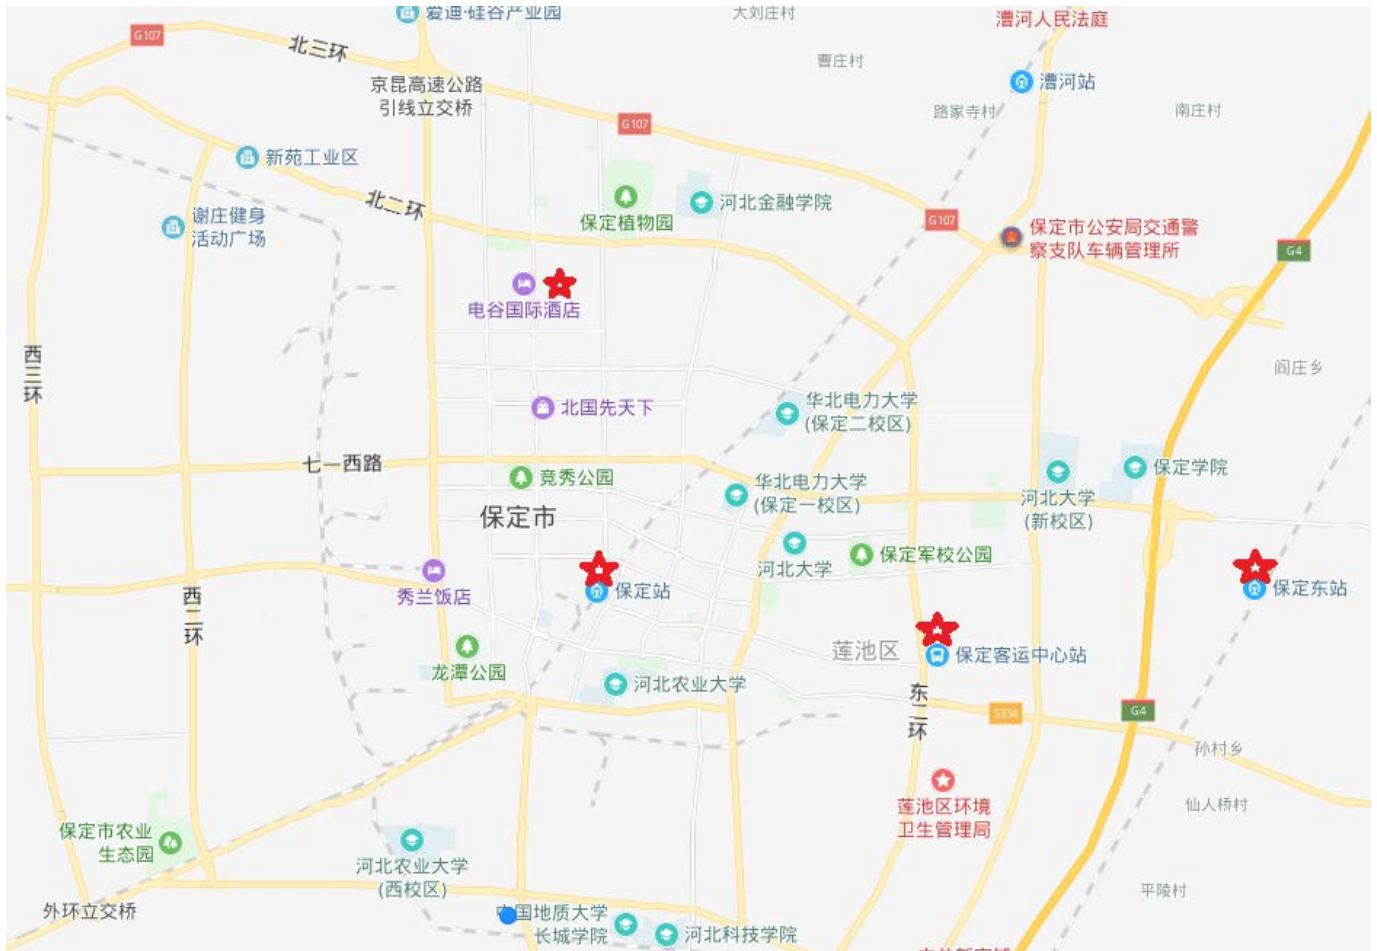 爱迪·硅谷产业园
大刘庄村
漕河人民法庭
G107
北三环
曹庄村
京昆高速公路
引线立交桥
漕河站
路家寺村
南庄村
G107
新苑工业区
北二环
保定植物园
河北金融学院
谢庄健身
活动广场
G107
保定市公安局交通警
察支队车辆管理所
G4
电谷国际酒店
西三环
阎庄乡
北国先天下
华北电力大学
(保定二校区)
七一西路
竞秀公园
华北电力大学
(保定一校区)
河北大学
(新校区)
保定学院
保定市
河北大学
保定军校公园
秀兰饭店
保定站
保定东站
西二环
龙潭公园
莲池区
保定客运中心站
河北农业大学
东二环
S334
G4
孙村乡
莲池区环境
卫生管理局
仙人桥村
保定市农业
生态园
河北农业大学
(西校区)
平陵村
外环立交桥
中国地质大学
长城学院
河北科技学院